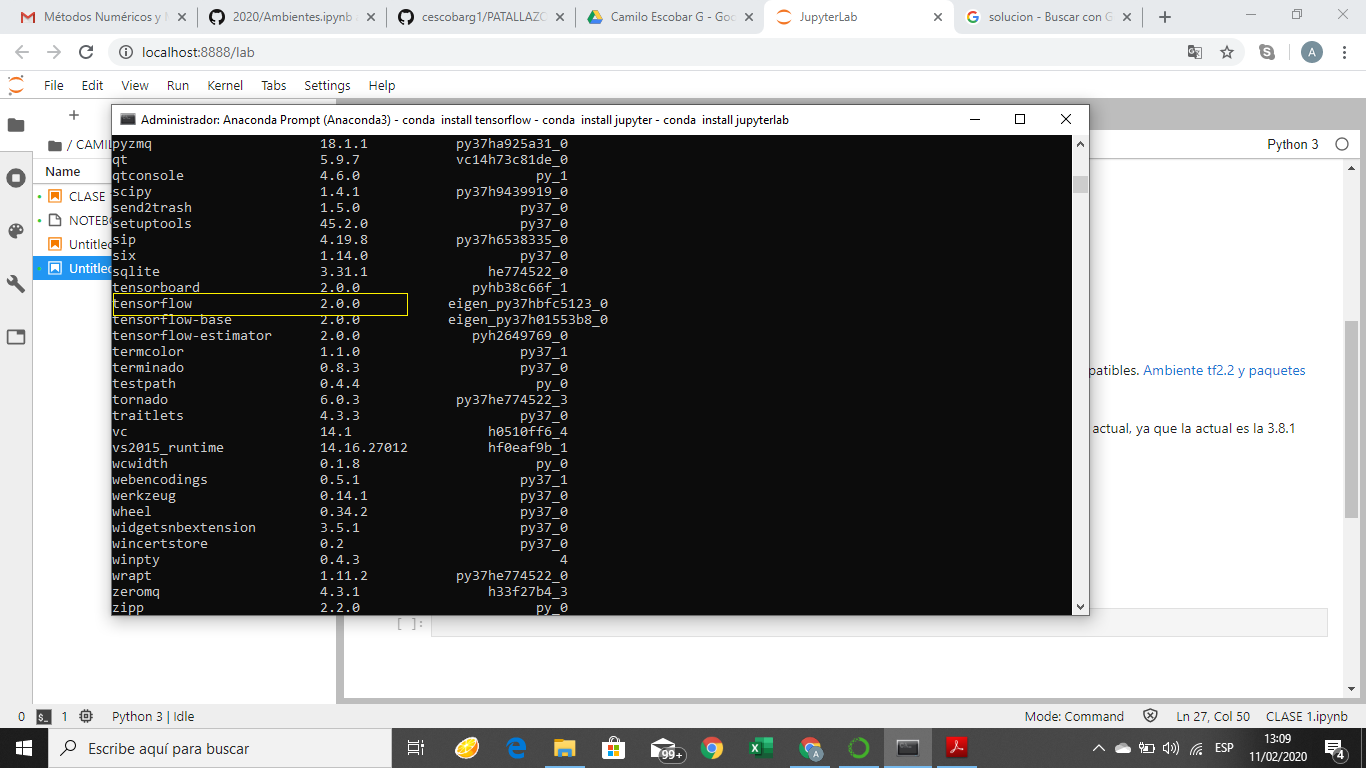 Métodos Numéricos y M
2020/Ambientes.ipynb
cescobarg1/PATALLAZO
Camilo Escobar G - Goo
JupyterLab
solucion - Buscar con G
localhost:8888/lab
A
File Edit View Run Kernel Tabs Settings Help
Administrador: Anaconda Prompt (Anaconda3) - conda install tensorflow - conda install jupyter - conda install jupyterlab
/ CAMIL
Python 3
Name
CLASE 1
NOTEBO
Untitled
Untitled
pyzmq 18.1.1 py37ha925a31_0
qt 5.9.7 vc14h73c81de_0
qtconsole 4.6.0 py_1
scipy 1.4.1 py37h9439919_0
send2trash 1.5.0 py37_0
setuptools 45.2.0 py37_0
sip 4.19.8 py37h6538335_0
six 1.14.0 py37_0
sqlite 3.31.1 he774522_0
tensorboard 2.0.0 pyhb38c66f_1
tensorflow 2.0.0 eigen_py37hbfc5123_0
tensorflow-base 2.0.0 eigen_py37h01553b8_0
tensorflow-estimator 2.0.0 pyh2649769_0
termcolor 1.1.0 py37_1
terminado 0.8.3 py37_0
testpath 0.4.4 py_0
tornado 6.0.3 py37he774522_3
traitlets 4.3.3 py37_0
vc 14.1 h0510ff6_4
vs2015_runtime 14.16.27012 hf0eaf9b_1
wcwidth 0.1.8 py_0
webencodings 0.5.1 py37_1
werkzeug 0.14.1 py37_0
wheel 0.34.2 py37_0
widgetsnbextension 3.5.1 py37_0
wincertstore 0.2 py37_0
winpty 0.4.3 4
wrapt 1.11.2 py37he774522_0
zeromq 4.3.1 h33f27b4_3
zipp 2.2.0 py_0
patibles. Ambiente tf2.2 y paquetes
actual, ya que la actual es la 3.8.1
[ ]:
0 $_ 1 Python 3 | Idle
Mode: Command Ln 27, Col 50 CLASE 1.ipynb
Escribe aquí para buscar
99+
A
ESP
13:09
11/02/2020
4